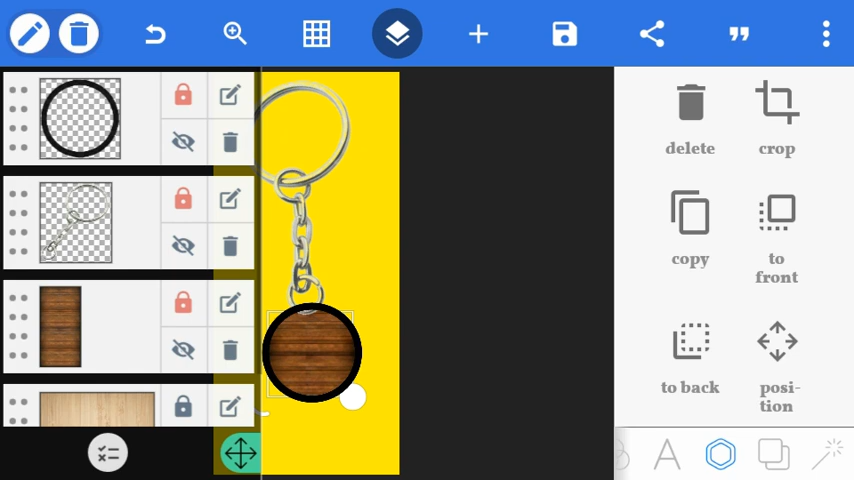 delete
crop
copy
to
front
to back
posi-
tion
A